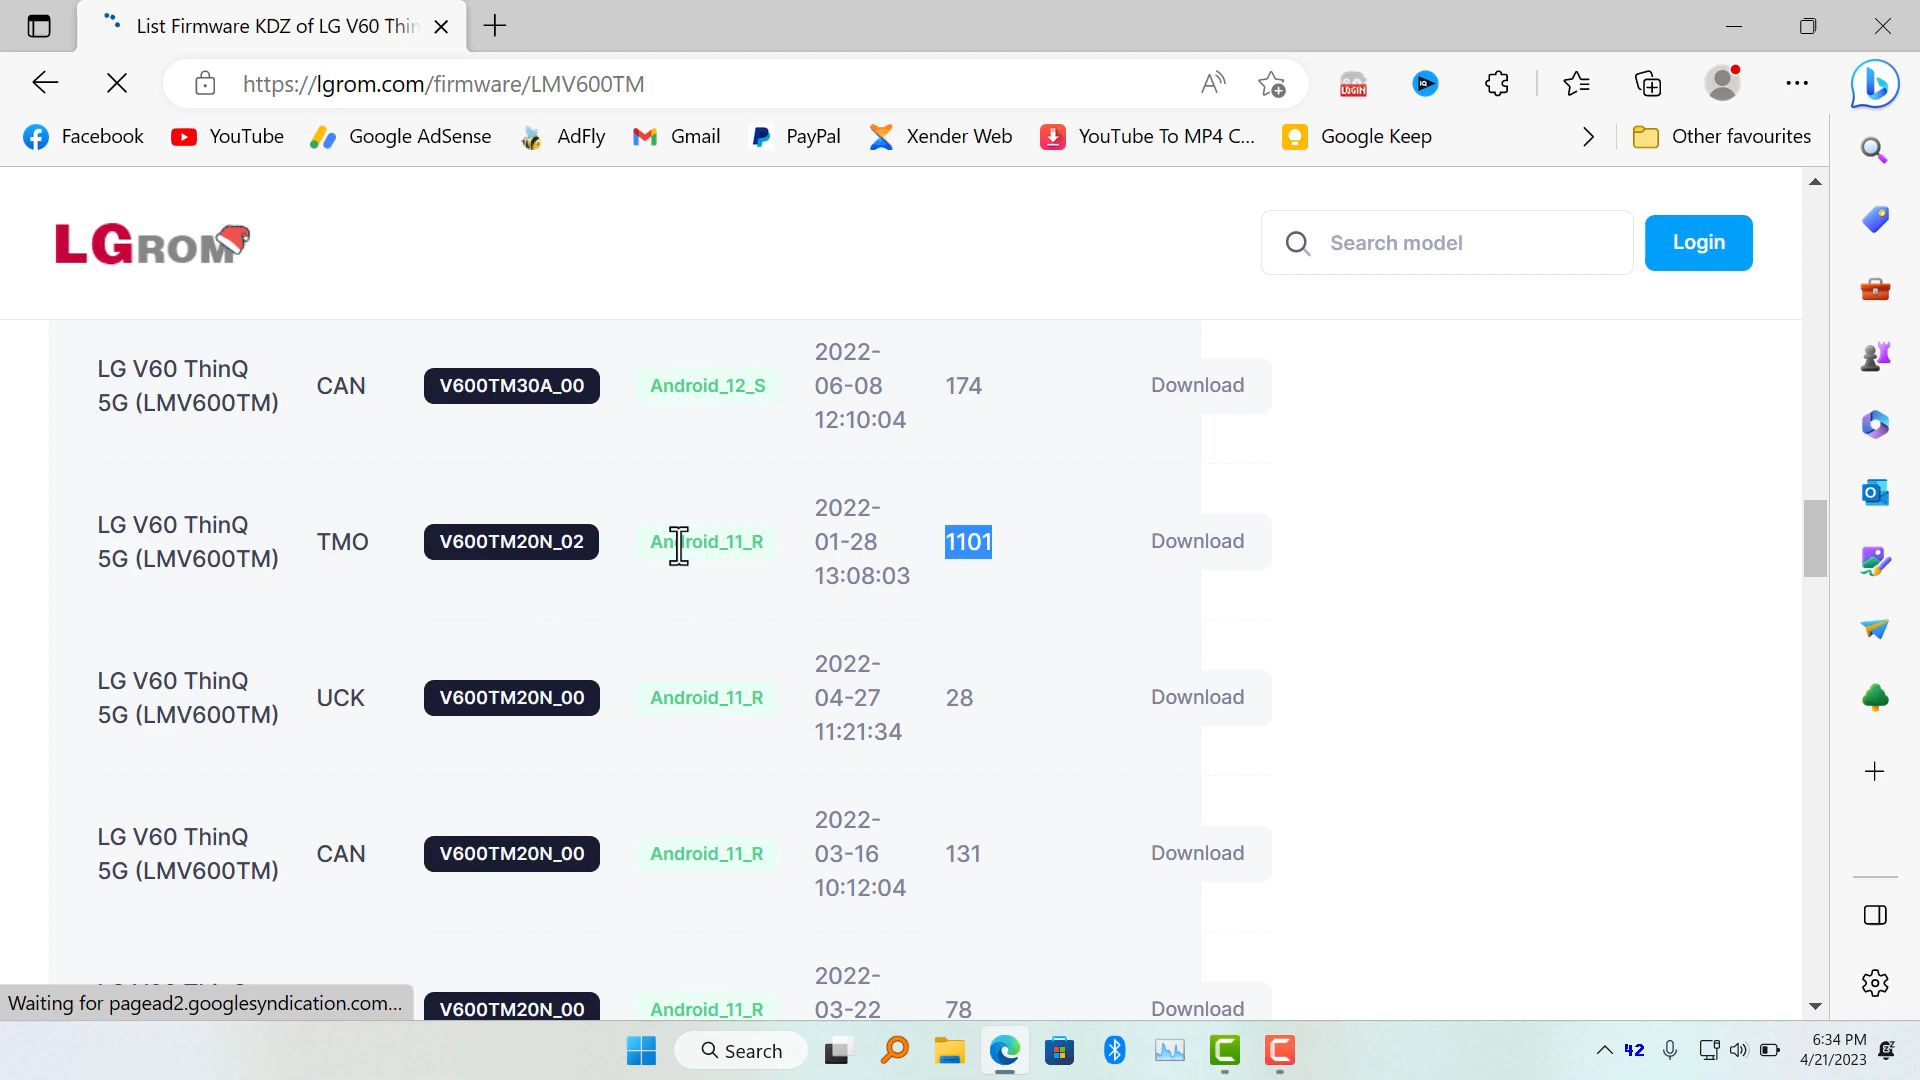 List Firmware KDZ of LG V60 Thin
https://lgrom.com/firmware/LMV600TM
LOGIN
Facebook
YouTube
Google AdSense
AdFly
Gmail
PayPal
Xender Web
YouTube To MP4 C...
Google Keep
Other favourites
LGROM
Search model
Login
LG V60 ThinQ
5G (LMV600TM)
CAN
V600TM30A_00
Android_12_S
2022-
06-08
12:10:04
174
Download
LG V60 ThinQ
5G (LMV600TM)
TMO
V600TM20N_02
Android_11_R
2022-
01-28
13:08:03
1101
Download
LG V60 ThinQ
5G (LMV600TM)
UCK
V600TM20N_00
Android_11_R
2022-
04-27
11:21:34
28
Download
LG V60 ThinQ
5G (LMV600TM)
CAN
V600TM20N_00
Android_11_R
2022-
03-16
10:12:04
131
Download
V600TM20N_00
Android_11_R
2022-
03-22
78
Download
Waiting for pagead2.googlesyndication.com...
Search
42
6:34 PM
4/21/2023